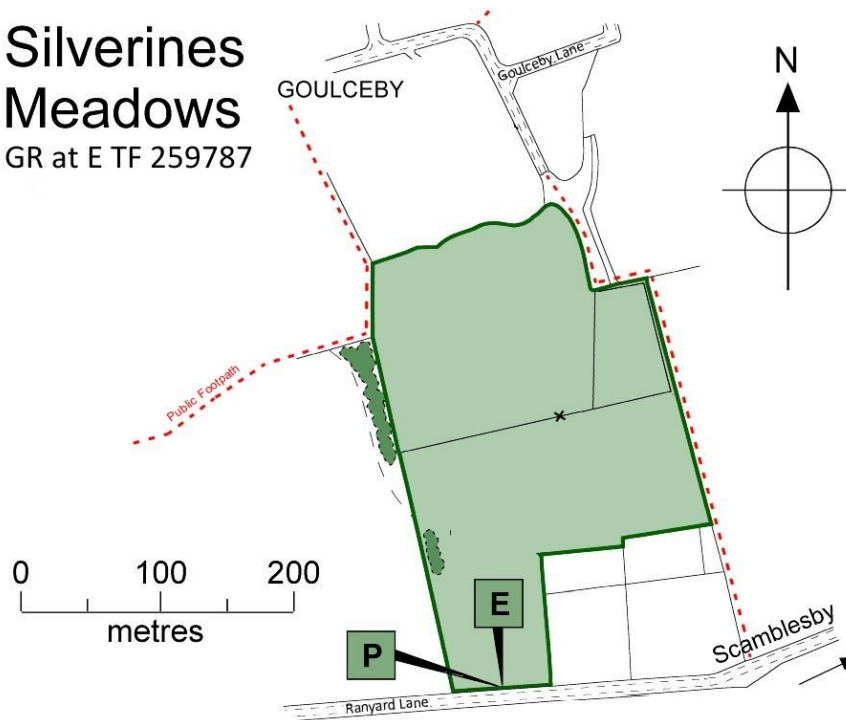 Silverines
Meadows
GR at E TF 259787
GOULCEBY
Goulceby Lane
N
Public Footpath
0 100 200
metres
E
P
Scamblesby
Ranyard Lane